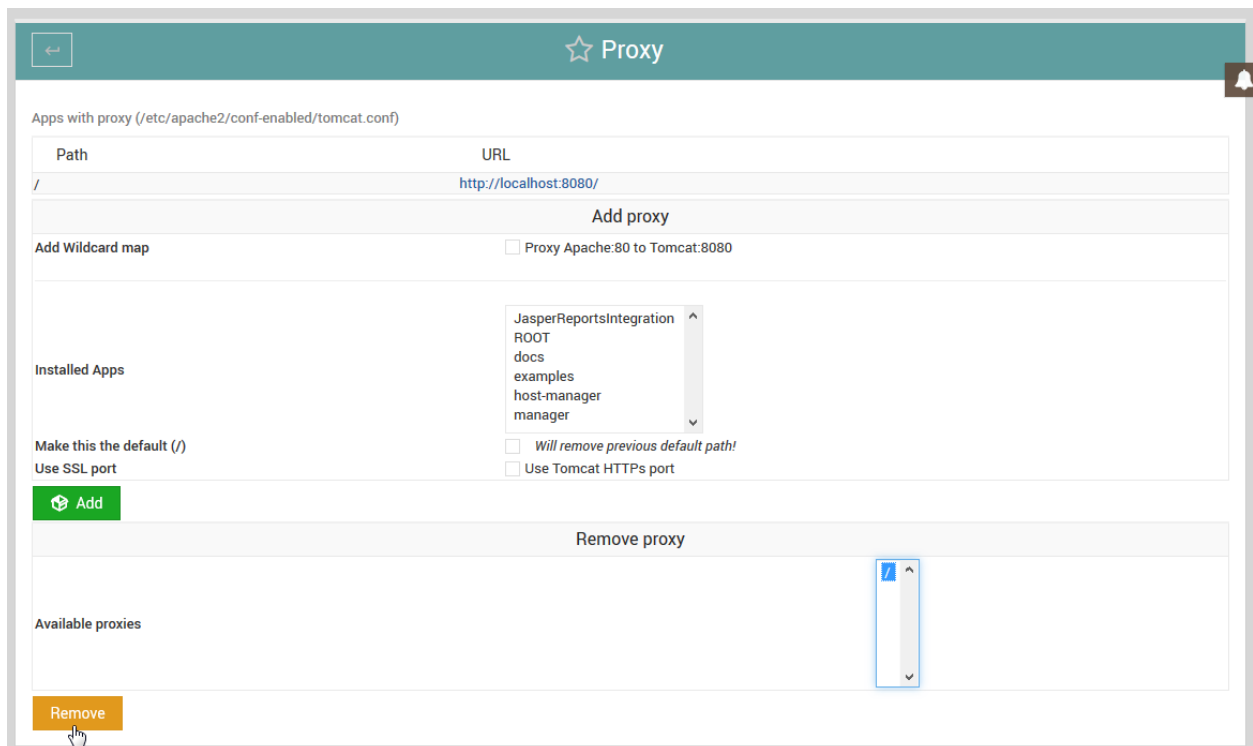 Proxy
Apps with proxy (/etc/apache2/conf-enabled/tomcat.conf)
Path URL
/ http://localhost:8080/
Add proxy
Add Wildcard map Proxy Apache:80 to Tomcat:8080
JasperReportsIntegration
ROOT
docs
Installed Apps
examples
host-manager
manager
Make this the default (/) Will remove previous default path!
Use SSL port Use Tomcat HTTPs port
Add
Remove proxy
/
Available proxies
Remove